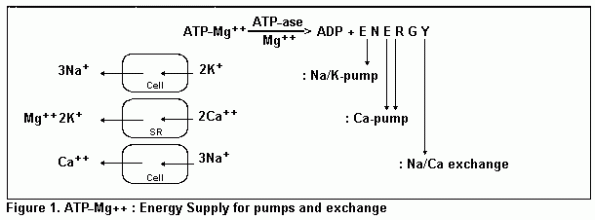 ATP-Mg++ ATP-ase Mg++ > ADP + E N E R G Y
3Na+ Cell 2K+
: Na/K-pump
Mg++2K+ SR 2Ca++
: Ca-pump
Ca++ Cell 3Na+
: Na/Ca exchange
Figure 1. ATP-Mg++ : Energy Supply for pumps and exchange